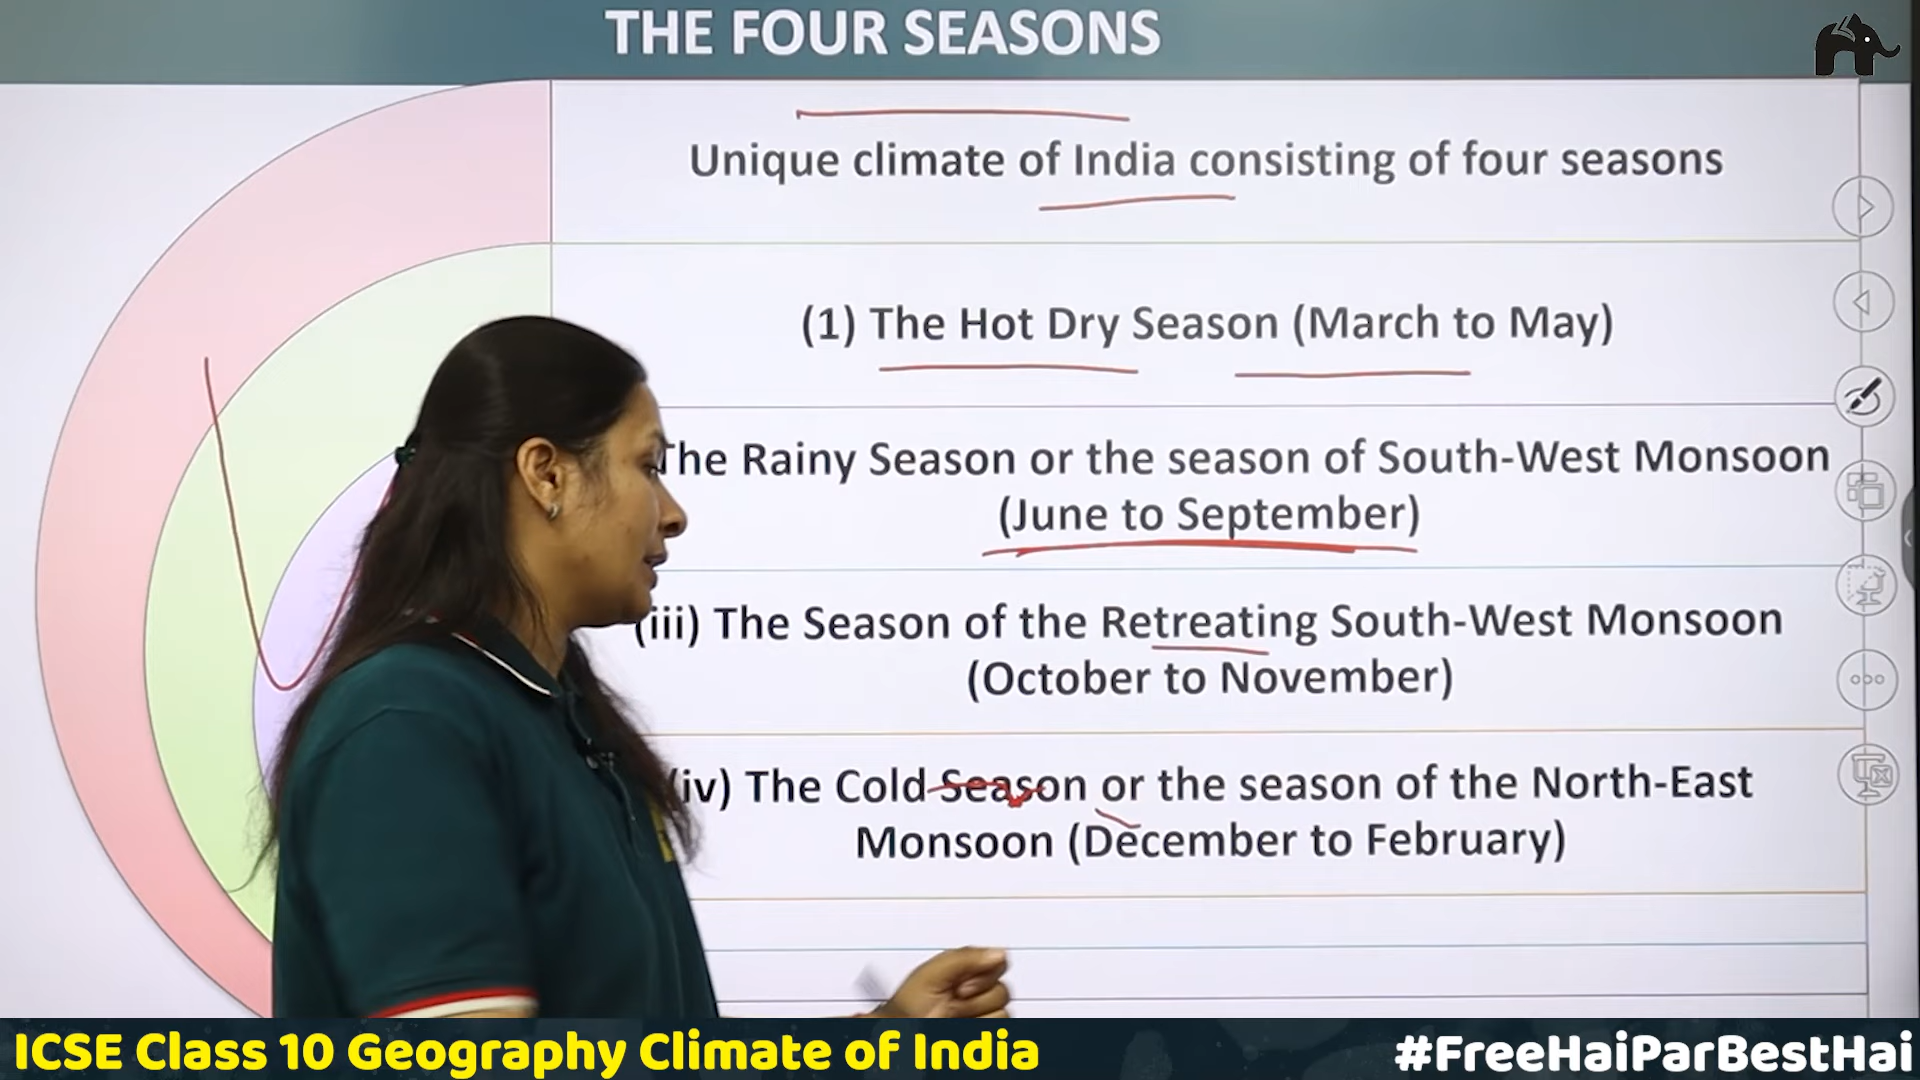 THE FOUR SEASONS
Unique climate of India consisting of four seasons
(1) The Hot Dry Season (March to May)
The Rainy Season or the season of South-West Monsoon
(June to September)
(iii) The Season of the Retreating South-West Monsoon
(October to November)
(iv) The Cold Season or the season of the North-East
Monsoon (December to February)
ICSE Class 10 Geography Climate of India
#FreeHaiParBestHai